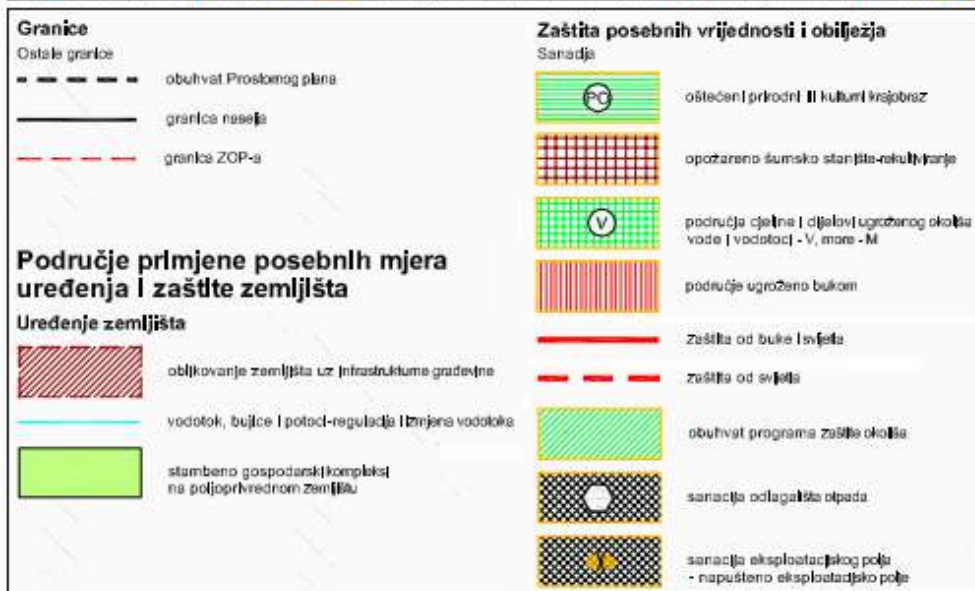 Granice
Ostale granice
obuhvat Prostornog plana
granica naselja
granica ZOP-a
Područje primjene posebnih mjera
uređenja i zaštite zemljišta
Uređenje zemljišta
oblikovanje zemljišta uz infrastrukturne građevine
vodotok, bujice i potoci-regulacija i izmjena vodotoka
stambeno gospodarski kompleksi
na poljoprivrednom zemljištu
Zaštita posebnih vrijednosti i obilježja
Sanacija
PO
oštećeni prirodni ili kulturni krajobraz
opožareno šumsko stanište-rekultiviranje
V
područja cjeline i dijelovi ugroženog okoliša
vode i vodotoci - V, more - M
područje ugroženo bukom
zaštita od buke i svjetla
zaštita od svjetla
obuhvat programa zaštite okoliša
sanacija odlagališta otpada
sanacija eksploatacijskog polja
- napušteno eksploatacijsko polje